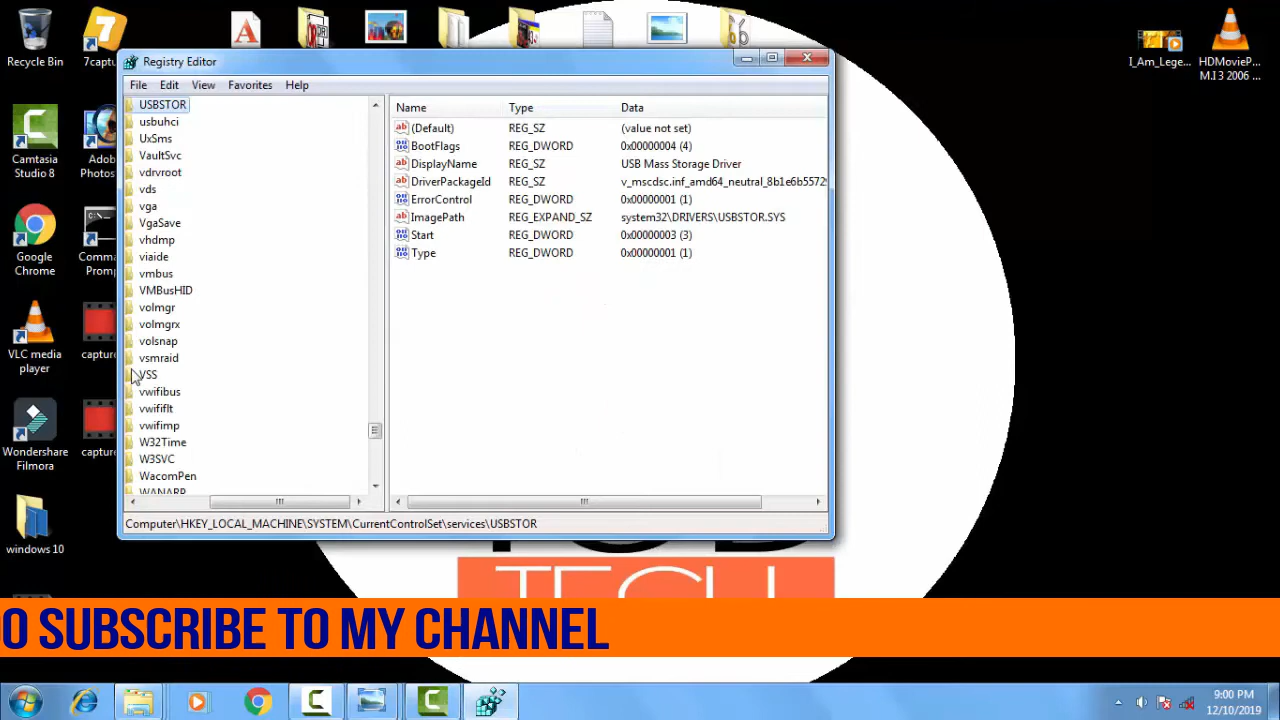 Recycle Bin
7captu
I_Am_Lege...
HDMovieP...
M.I 3 2006 ...
Registry Editor
File Edit View Favorites Help
USBSTOR
usbuhci
UxSms
VaultSvc
vdrvroot
vds
vga
VgaSave
vhdmp
viaide
vmbus
VMBusHID
volmgr
volmgrx
volsnap
vsmraid
VSS
vwifibus
vwififlt
vwifimp
W32Time
W3SVC
WacomPen
WANARP
Name Type Data
(Default) REG_SZ (value not set)
BootFlags REG_DWORD 0x00000004 (4)
DisplayName REG_SZ USB Mass Storage Driver
DriverPackageId REG_SZ v_mscdsc.inf_amd64_neutral_8b1e6b5572
ErrorControl REG_DWORD 0x00000001 (1)
ImagePath REG_EXPAND_SZ system32\DRIVERS\USBSTOR.SYS
Start REG_DWORD 0x00000003 (3)
Type REG_DWORD 0x00000001 (1)
Computer\HKEY_LOCAL_MACHINE\SYSTEM\CurrentControlSet\services\USBSTOR
Camtasia
Studio 8
Adob
Photos
Google
Chrome
Comma
Promp
VLC media
player
capture
Wondershare
Filmora
capture
windows 10
TECH
O SUBSCRIBE TO MY CHANNEL
9:00 PM
12/10/2019